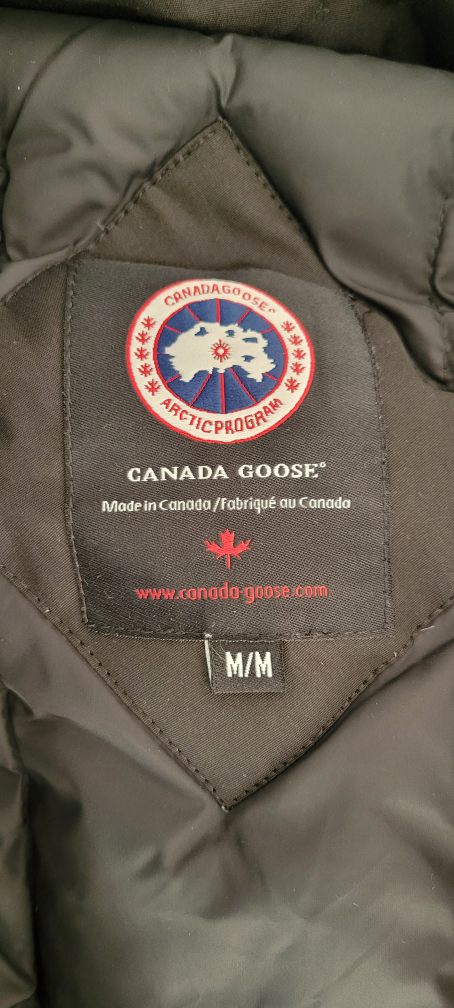 CANADA GOOSE®
ARCTIC PROGRAM
CANADA GOOSE®
Made in Canada/Fabriqué au Canada
www.canada-goose.com
M/M